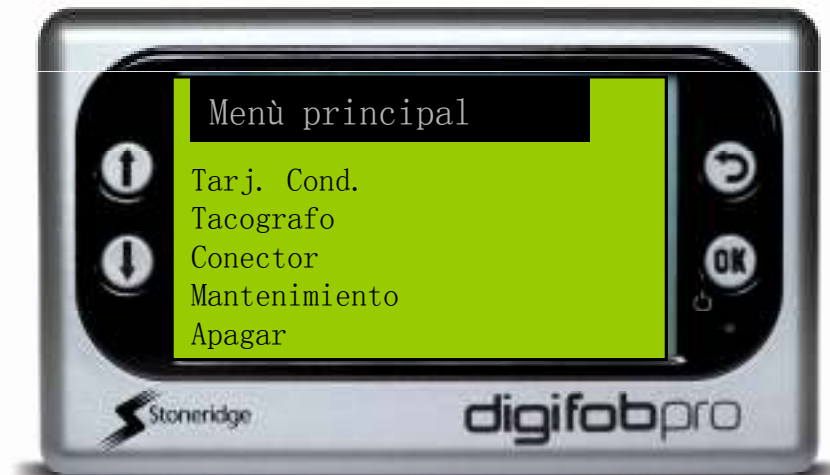 Menù principal
Tarj. Cond.
Tacografo
Conector
Mantenimiento
Apagar
OK
Stoneridge
digifobpro